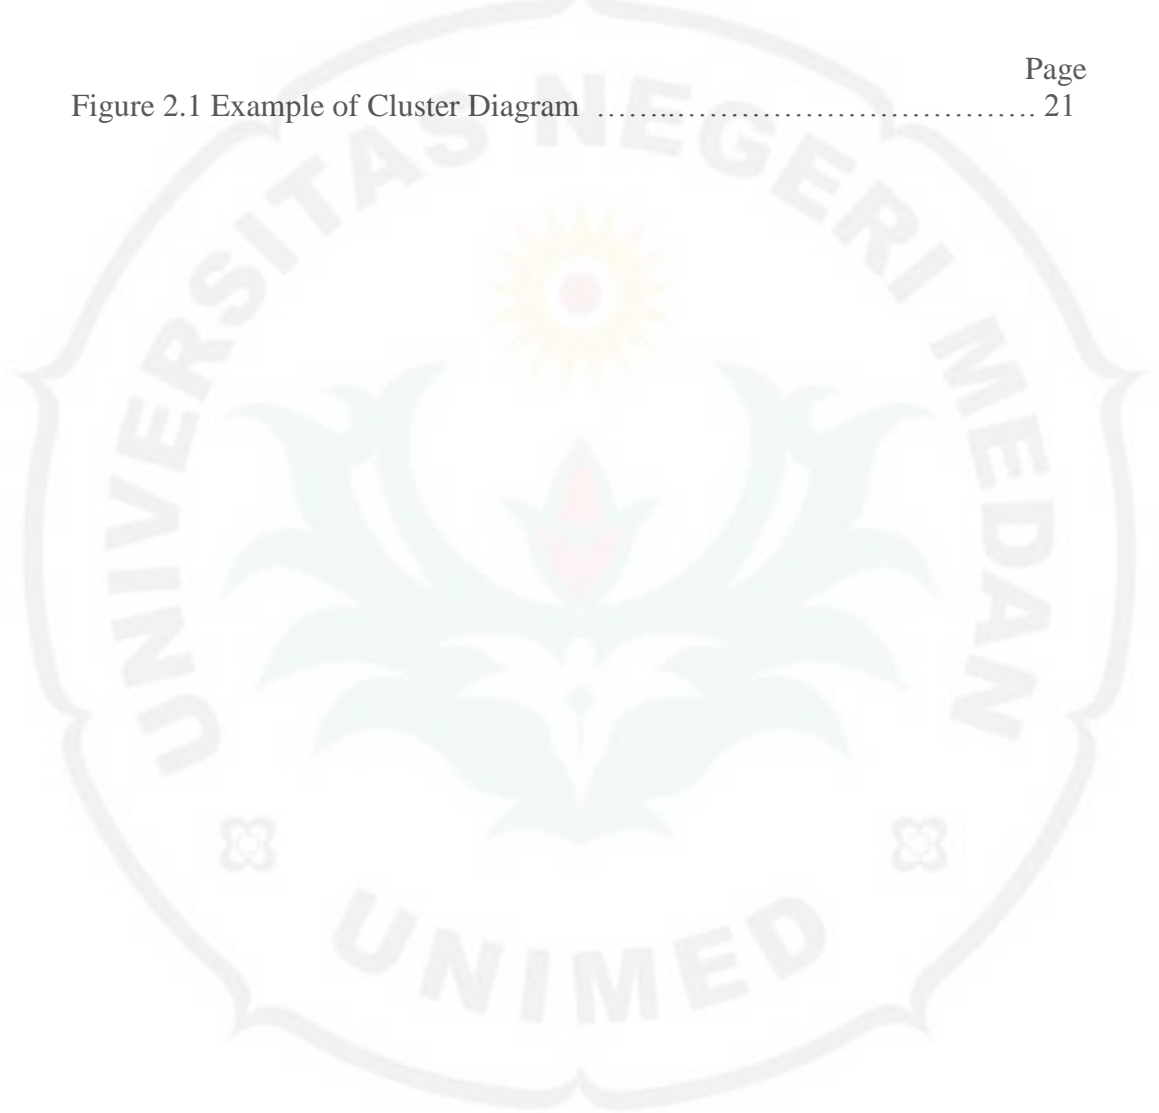 Page
Figure 2.1 Example of Cluster Diagram ……..……………………………. 21
UNIVERSITAS NEGERI MEDAN
UNIMED